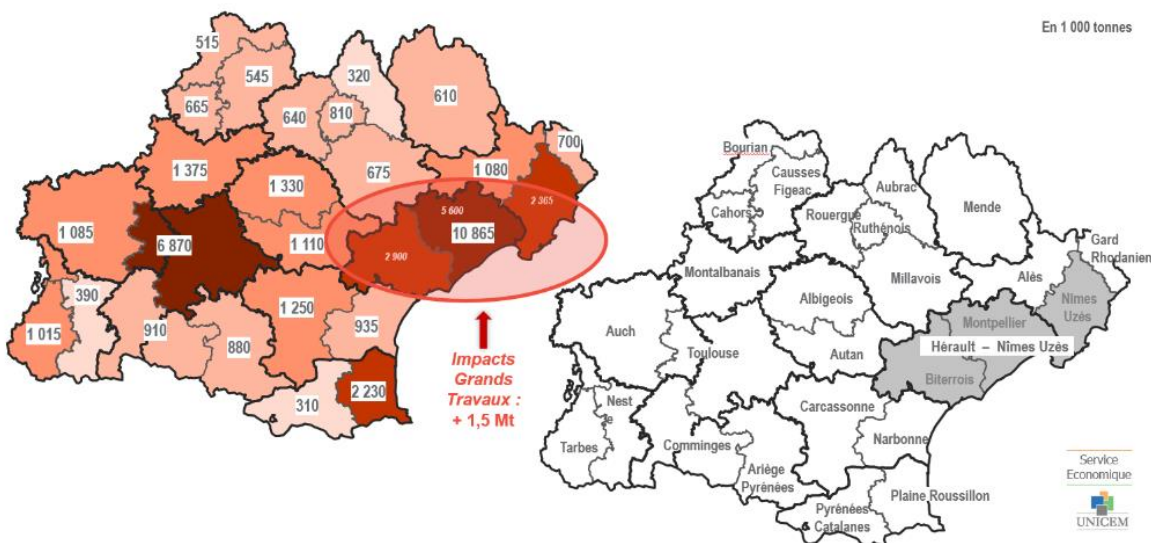 En 1 000 tonnes
515
545
320
610
665
640
810
700
1 375
675
1 080
1 330
2 365
5 600
1 085
6 870
10 865
1 110
2 900
390
1 250
1 015
910
880
935
310
2 230
Impacts
Grands
Travaux :
+ 1,5 Mt
Bourian
Causses
Figeac
Aubrac
Mende
Cahors
Rouergue
Ruthénois
Gard
Rhodanien
Montalbanais
Millavois
Alès
Albigeois
Nîmes
Uzés
Montpellier
Auch
Toulouse
Autan
Hérault – Nîmes Uzés
Biterrois
Nest
e
Carcassonne
Tarbes
Comminges
Narbonne
Ariège
Pyrénées
Plaine Roussillon
Pyrénées
Catalanes
Service
Economique
UNICEM